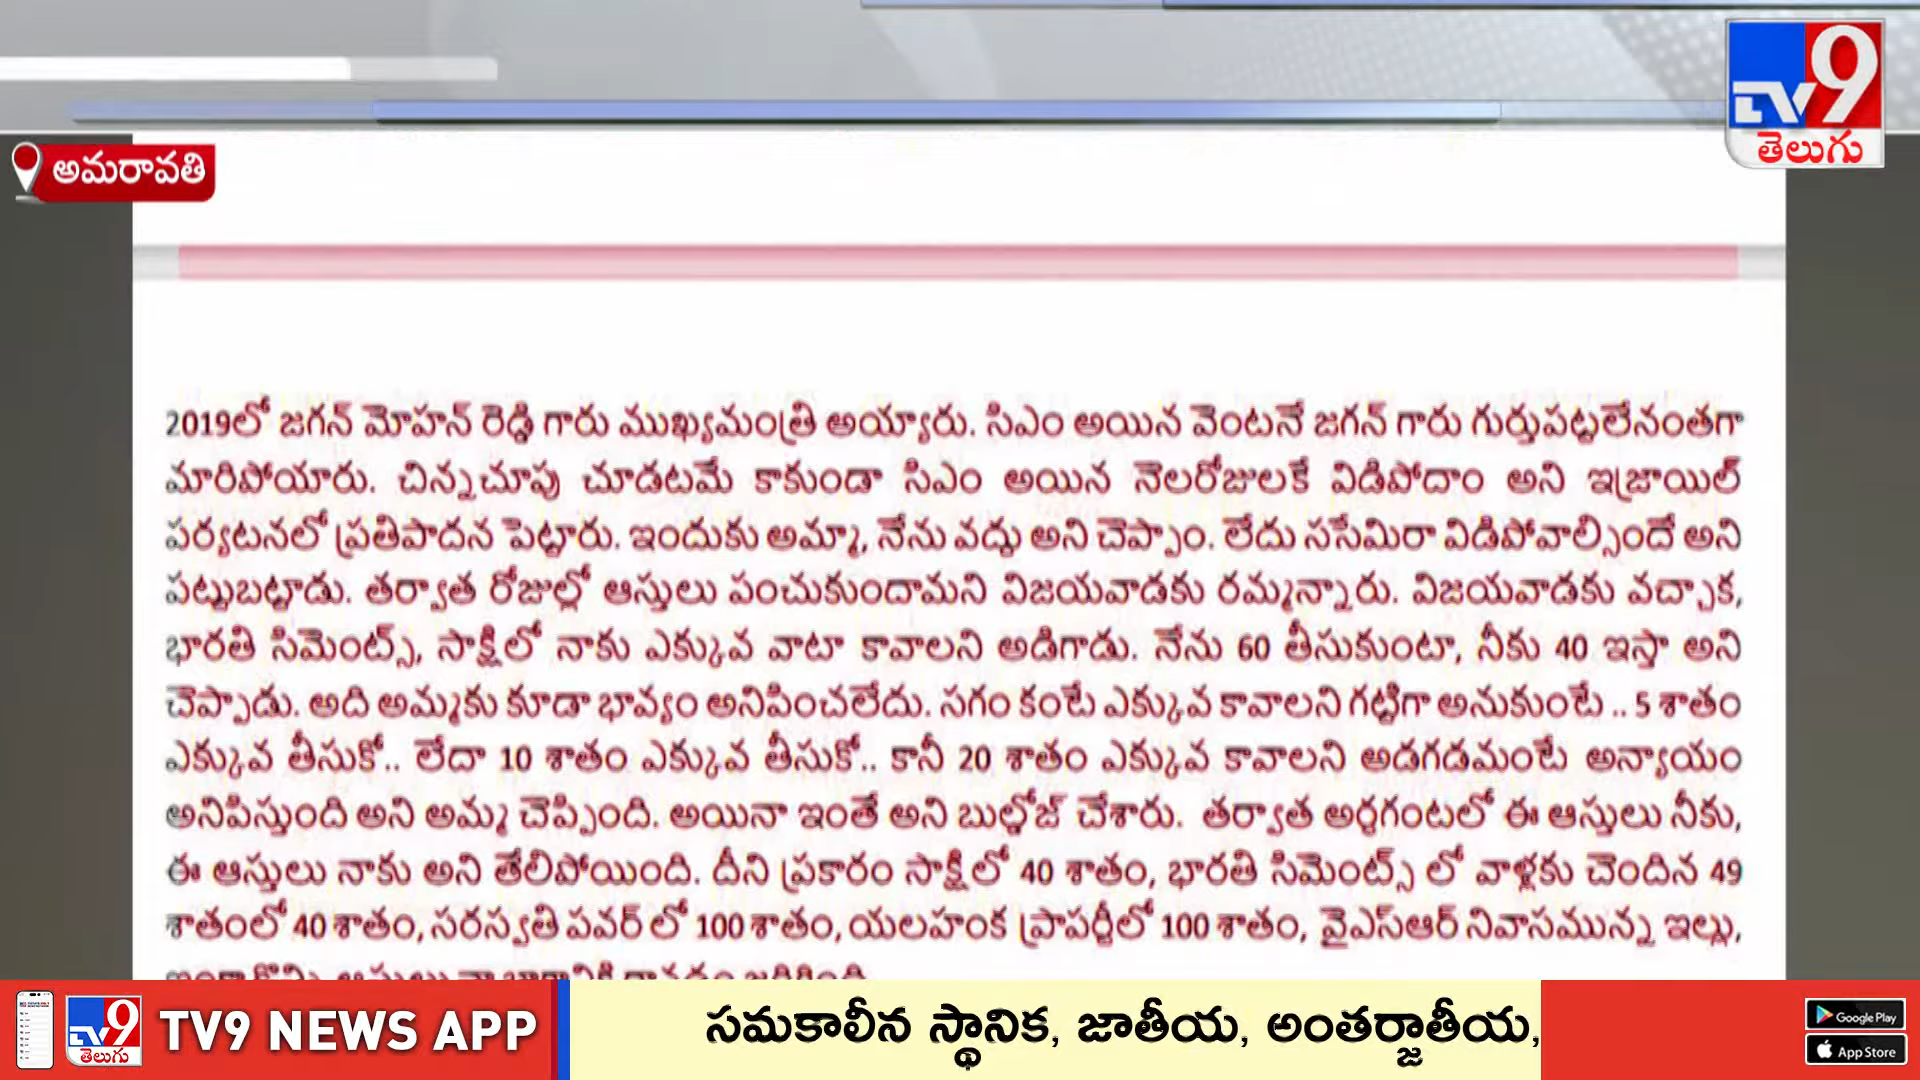 TV9
తెలుగు
అమరావతి
2019లో జగన్ మోహన్ రెడ్డి గారు ముఖ్యమంత్రి అయ్యారు. సిఎం అయిన వెంటనే జగన్ గారు గుర్తుపట్టలేనంతగా
మారిపోయారు. చిన్నచూపు చూడటమే కాకుండా సిఎం అయిన నెలరోజులకే విడిపోదాం అని ఇజ్రాయిల్
పర్యటనలో ప్రతిపాదన పెట్టారు. ఇందుకు అమ్మా, నేను వద్దు అని చెప్పాం. లేదు ససేమిరా విడిపోవాల్సిందే అని
పట్టుబట్టాడు. తర్వాత రోజుల్లో ఆస్తులు పంచుకుందామని విజయవాడకు రమ్మన్నారు. విజయవాడకు వచ్చాక,
భారతి సిమెంట్స్, సాక్షిలో నాకు ఎక్కువ వాటా కావాలని అడిగాడు. నేను 60 తీసుకుంటా, నీకు 40 ఇస్తా అని
చెప్పాడు. అది అమ్మకు కూడా భావ్యం అనిపించలేదు. సగం కంటే ఎక్కువ కావాలని గట్టిగా అనుకుంటే .. 5 శాతం
ఎక్కువ తీసుకో.. లేదా 10 శాతం ఎక్కువ తీసుకో.. కానీ 20 శాతం ఎక్కువ కావాలని అడగడమంటే అన్యాయం
అనిపిస్తుంది అని అమ్మ చెప్పింది. అయినా ఇంతే అని బుల్డోజ్ చేశారు. తర్వాత అర్ధగంటలో ఈ ఆస్తులు నీకు,
ఈ ఆస్తులు నాకు అని తేలిపోయింది. దీని ప్రకారం సాక్షిలో 40 శాతం, భారతి సిమెంట్స్ లో వాళ్లకు చెందిన 49
శాతంలో 40 శాతం, సరస్వతి పవర్ లో 100 శాతం, యలహంక ప్రాపర్టీలో 100 శాతం, వైఎస్ఆర్ నివాసమున్న ఇల్లు,
TV9 తెలుగు
TV9 NEWS APP
సమకాలీన స్థానిక, జాతీయ, అంతర్జాతీయ,
Google Play
App Store